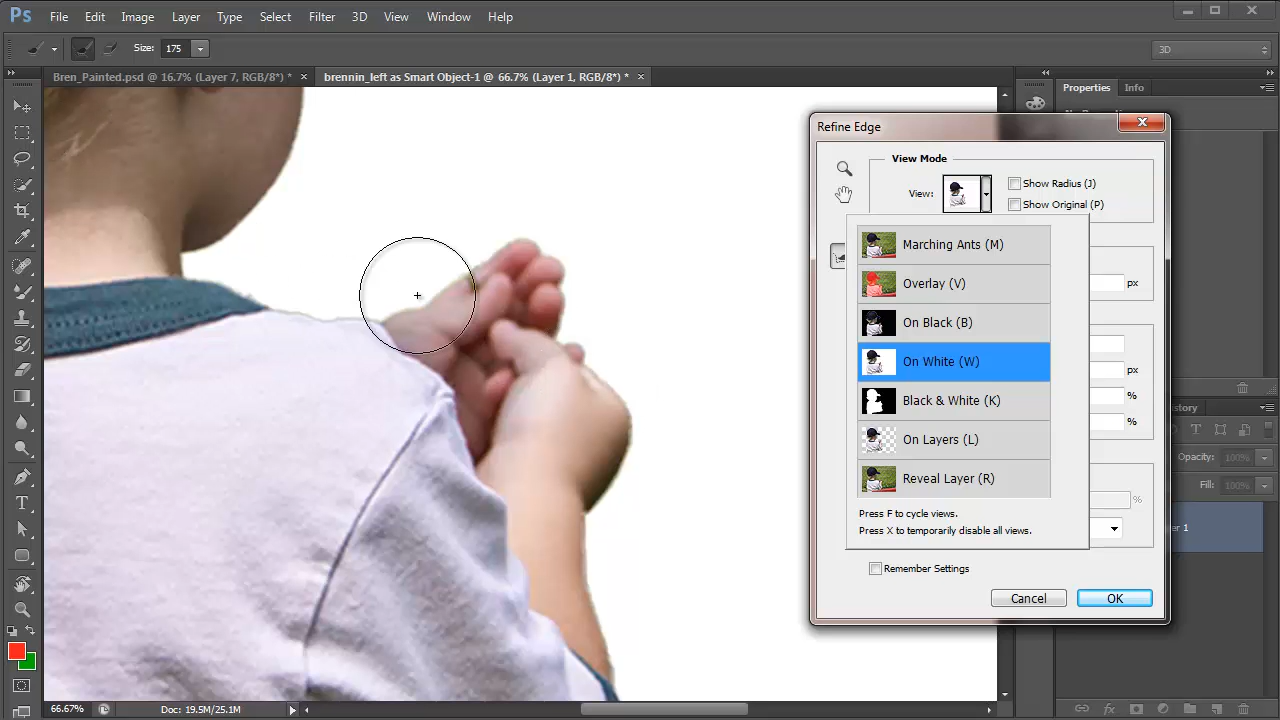 Ps File Edit Image Layer Type Select Filter 3D View Window Help
Size: 175 3D
Bren_Painted.psd @ 16.7% (Layer 7, RGB/8*) * × brennin_left as Smart Object-1 @ 66.7% (Layer 1, RGB/8*) * ×
Properties Info
Refine Edge
View Mode
View:
Show Radius (J)
Show Original (P)
Marching Ants (M)
Overlay (V)
On Black (B)
On White (W)
Black & White (K)
On Layers (L)
Reveal Layer (R)
Press F to cycle views.
Press X to temporarily disable all views.
px
px
%
%
%
Remember Settings
Cancel OK
Opacity: 100%
Fill: 100%
66.67% Doc: 19.5M/25.1M